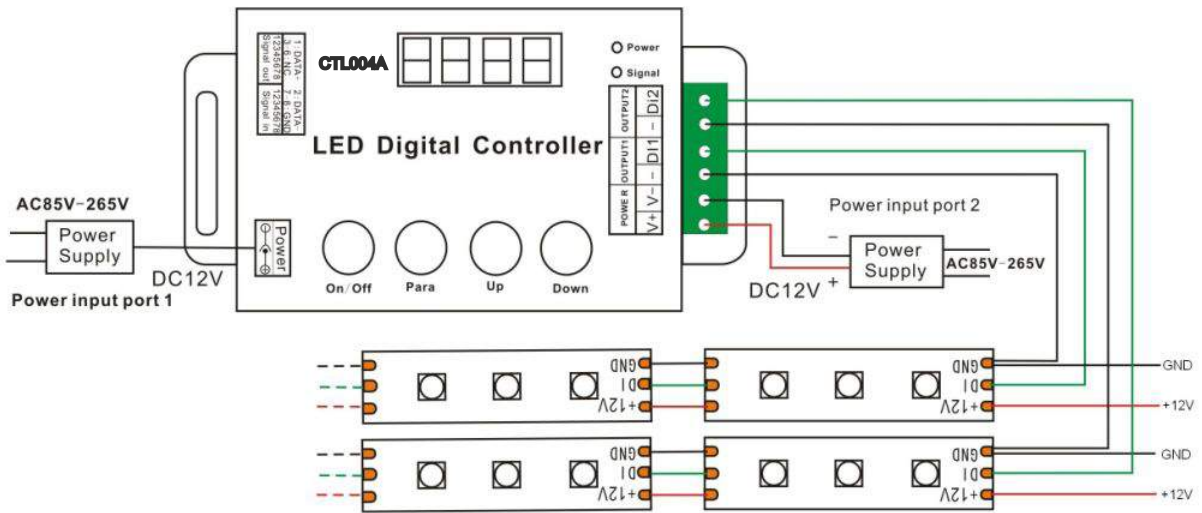 1:DATA- 2:DATA-
3-6:NC 7-8:GND
12345678 12345678
Signal out Signal in
CTL004A
Power
Signal
LED Digital Controller
OUTPUT2 Di2
–
OUTPUT1 DI1
–
POWE R V–
V+
AC85V-265V
Power
Supply
DC12V
Power input port 1
Power
On/Off Para Up Down
Power input port 2
–
Power
Supply
AC85V-265V
DC12V +
GND GND GND
DI DI
+12V +12V +12V
GND GND GND
DI DI
+12V +12V +12V